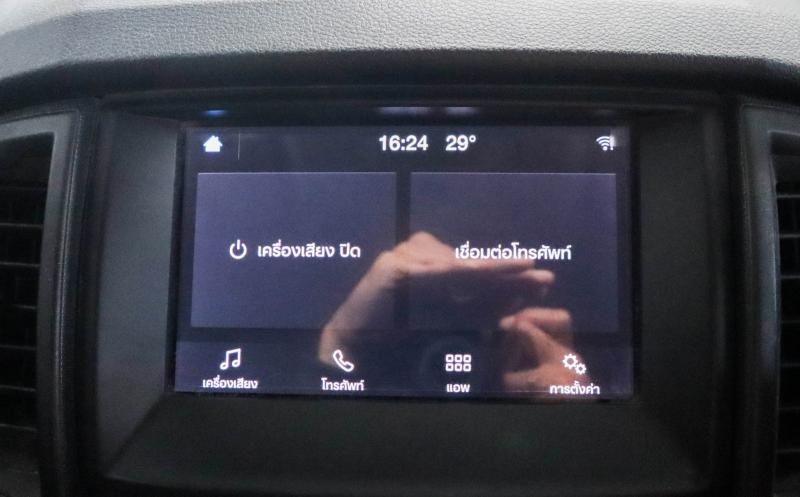 16:24 29°
เครื่องเสียง ปิด
เชื่อมต่อโทรศัพท์
เครื่องเสียง
โทรศัพท์
แอพ
การตั้งค่า